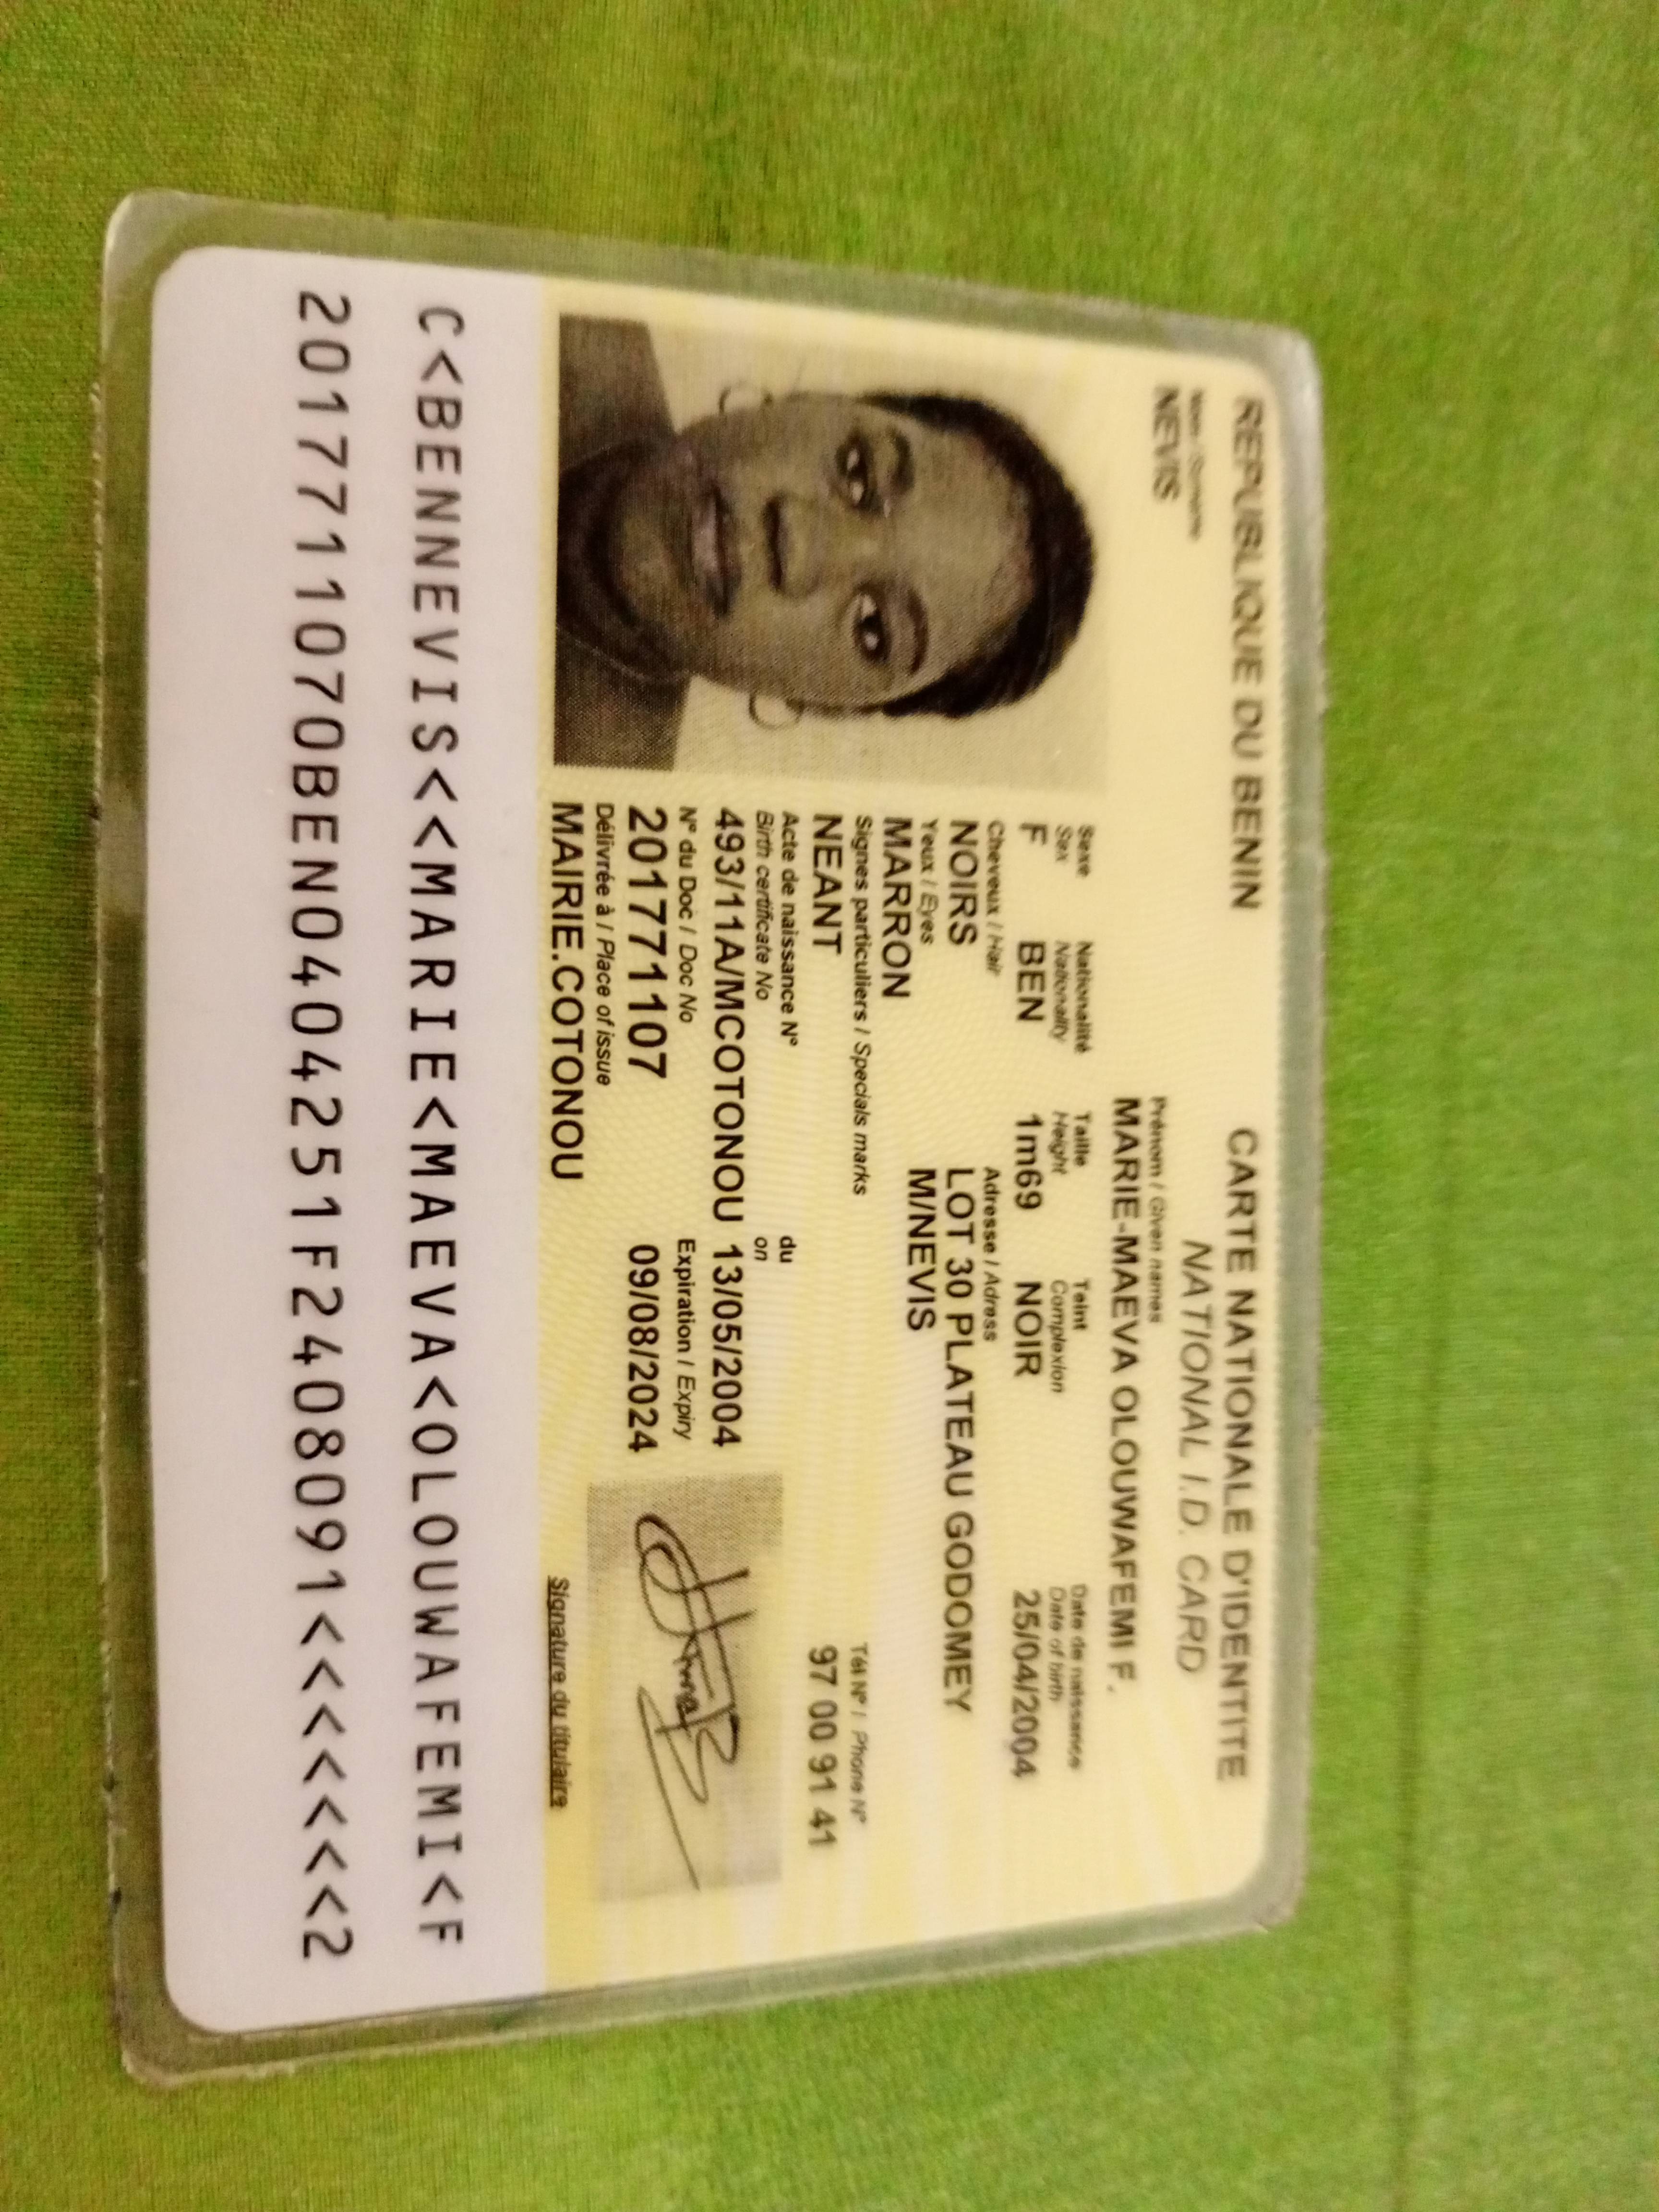 REPUBLIQUE DU BENIN
CARTE NATIONALE D'IDENTITE
NATIONAL I.D. CARD
Nom / Surname
NEVIS
Prénom / Given names
MARIE-MAEVA OLOUWAFEMI F.
Sexe Nationalité Taille Teint Date de naissance
Sex Nationality Height Complexion Date of birth
F BEN 1m69 NOIR 25/04/2004
Cheveux / Hair Adresse / Adress
NOIRS LOT 30 PLATEAU GODOMEY
Yeux / Eyes M/NEVIS
MARRON
Signes particuliers / Specials marks Tél N° / Phone N°
NEANT 97 00 91 41
Acte de naissance N° du
Birth certificate No on
493/11A/MCOTONOU 13/05/2004
N° du Doc / Doc No Expiration / Expiry
201771107 09/08/2024
Délivrée à / Place of issue
MAIRIE.COTONOU
Signature du titulaire
C<BENNEVIS<<MARIE<MAEVA<OLOUWAFEMI<F
2017711070BEN0404251F2408091<<<<<<<2